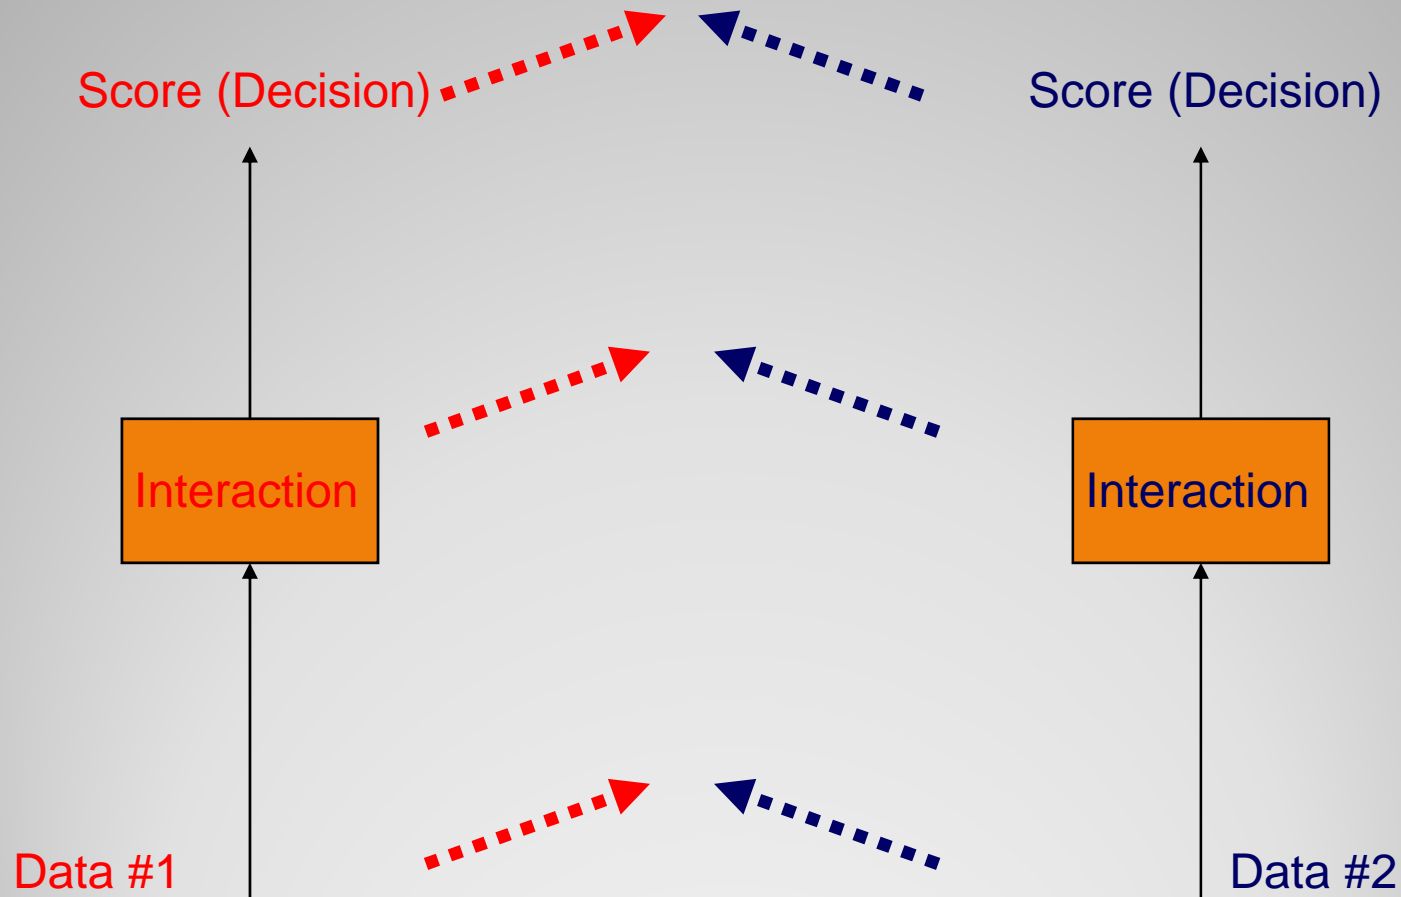 Score (Decision)
Score (Decision)
Interaction
Interaction
Data #1
Data #2